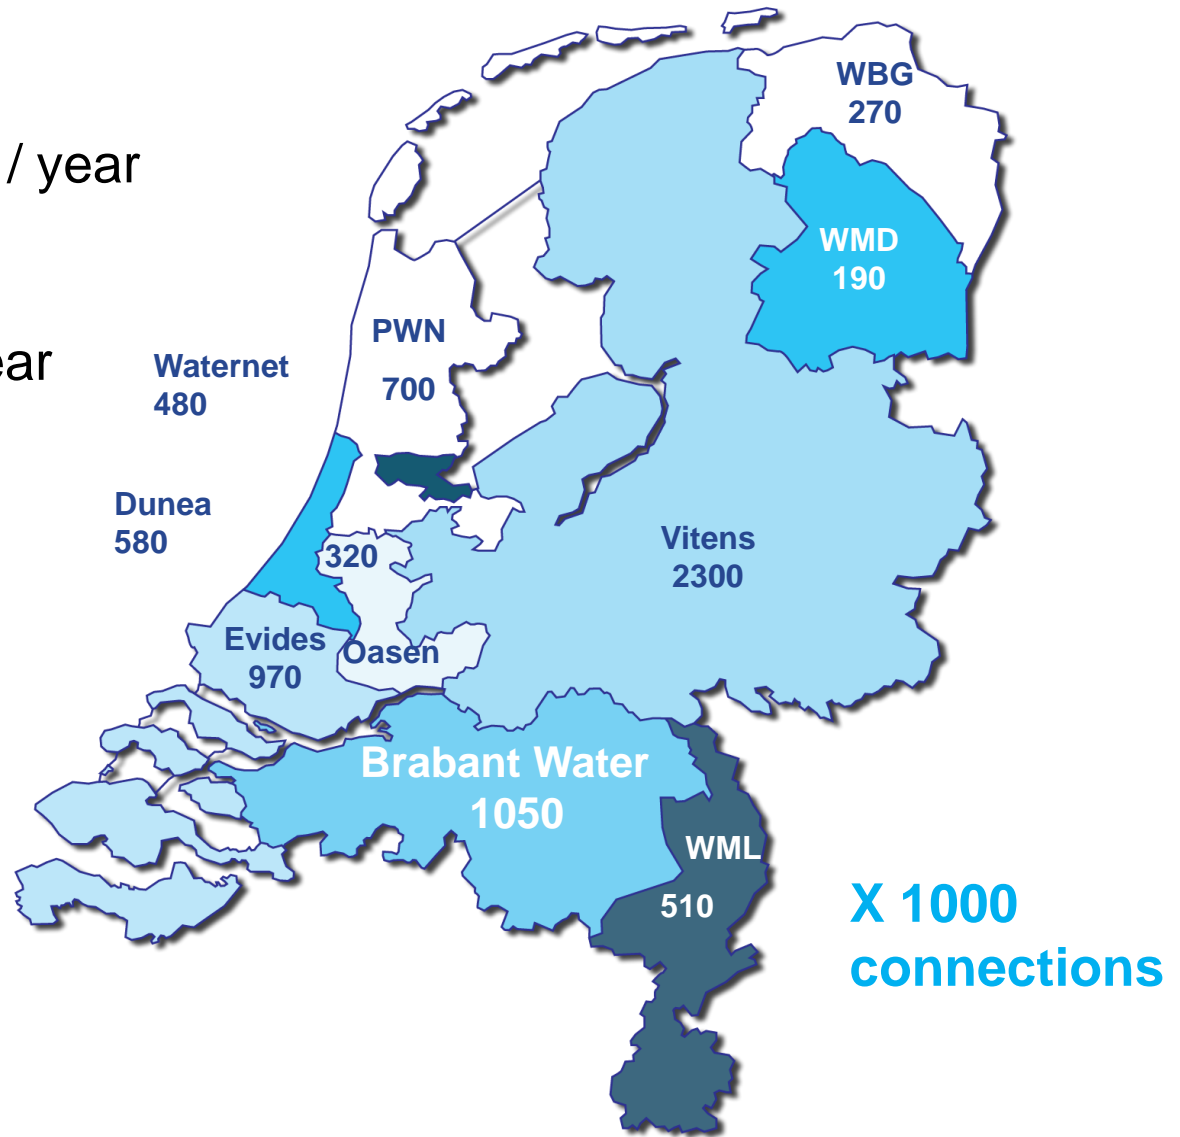 / year
ear
WBG
270
WMD
190
PWN
700
Waternet
480
Dunea
580
320
Oasen
Vitens
2300
Evides
970
Brabant Water
1050
WML
510
X 1000
connections